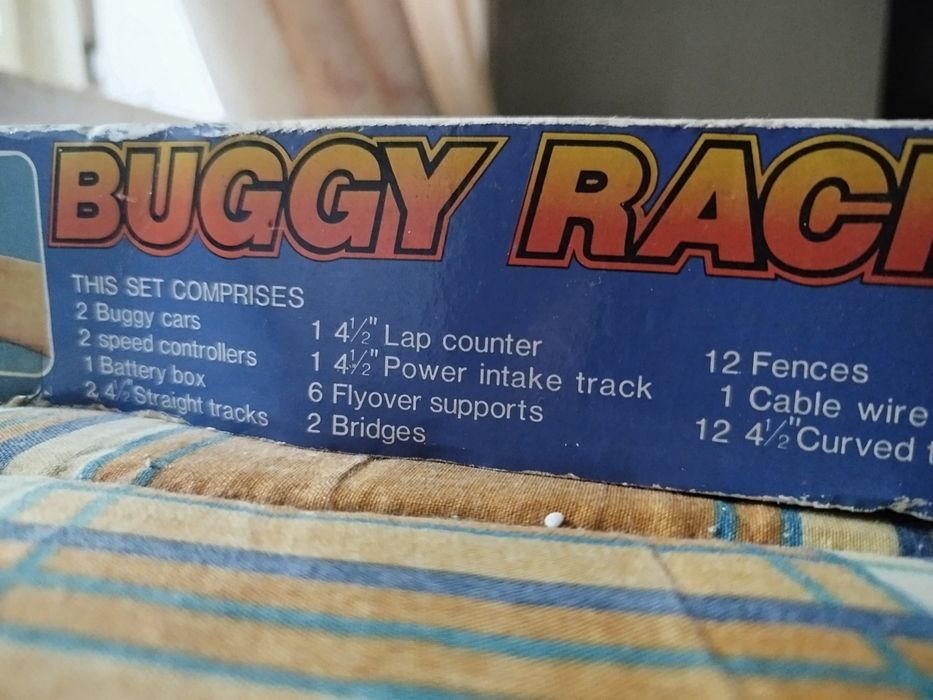 BUGGY RAC
THIS SET COMPRISES
2 Buggy cars
2 speed controllers
1 Battery box
2 4½" Straight tracks
1 4½" Lap counter
1 4½" Power intake track
6 Flyover supports
2 Bridges
12 Fences
1 Cable wire
12 4½" Curved